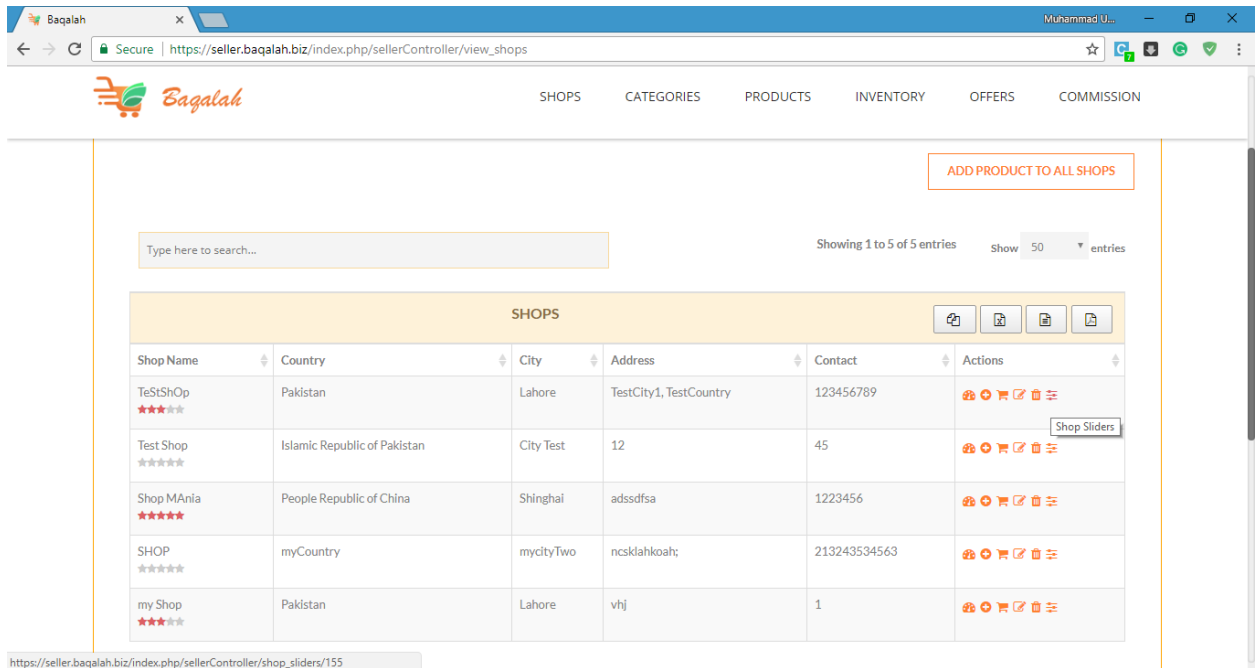 Baqalah
Muhammad U...
Secure | https://seller.baqalah.biz/index.php/sellerController/view_shops
7
Baqalah
SHOPS CATEGORIES PRODUCTS INVENTORY OFFERS COMMISSION
ADD PRODUCT TO ALL SHOPS
Type here to search... Showing 1 to 5 of 5 entries Show 50 entries
SHOPS
Shop Name Country City Address Contact Actions
TeStShOp Pakistan Lahore TestCity1, TestCountry 123456789
Shop Sliders
Test Shop Islamic Republic of Pakistan City Test 12 45
Shop MAnia People Republic of China Shinghai adssdfsa 1223456
SHOP myCountry mycityTwo ncsklahkoah; 213243534563
my Shop Pakistan Lahore vhj 1
https://seller.baqalah.biz/index.php/sellerController/shop_sliders/155